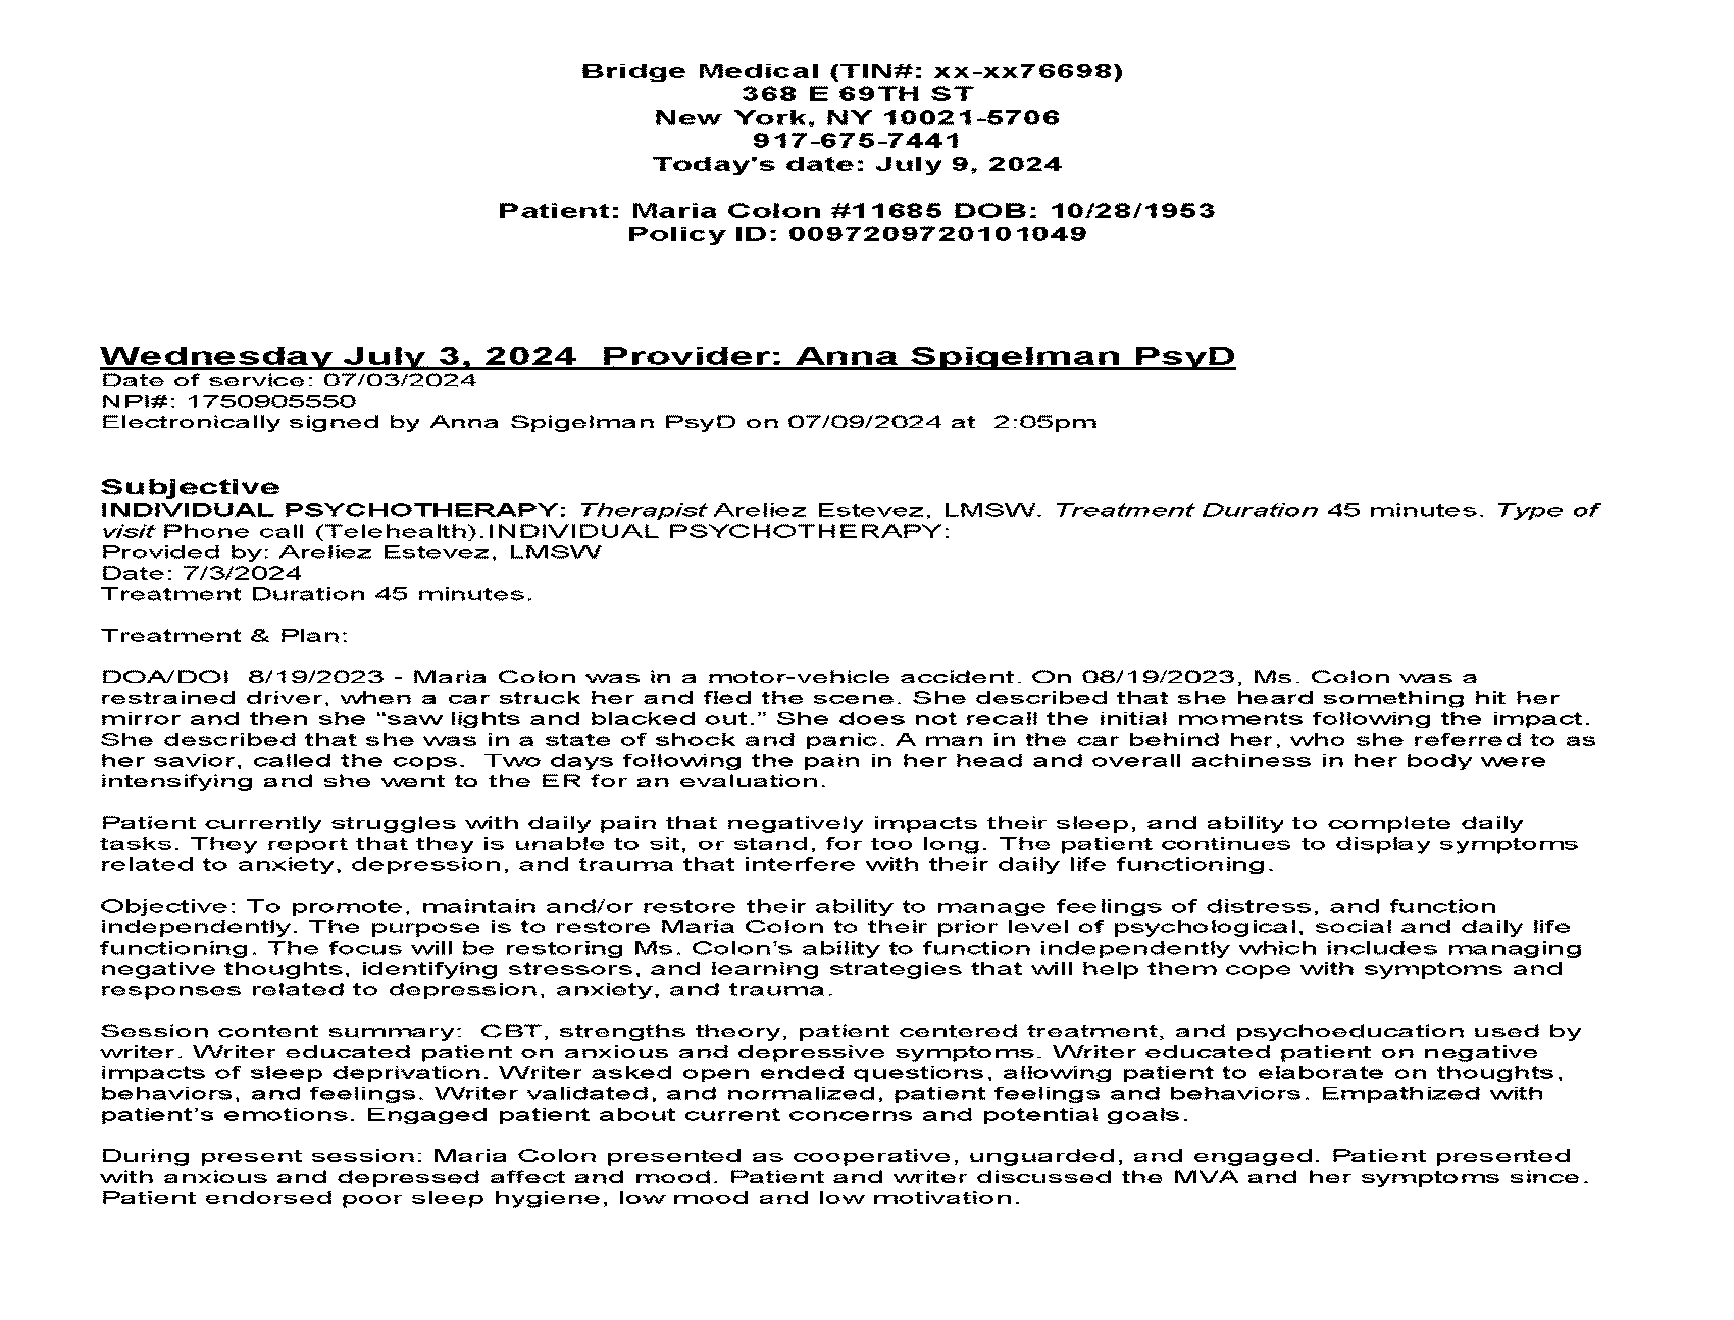 Bridge Medical (TIN#: xx-xx76698)
368 E 69TH ST
New York, NY 10021-5706
917-675-7441
Today's date: July 9, 2024
Patient: Maria Colon #11685 DOB: 10/28/1953
Policy ID: 0097209720101049
Wednesday July 3, 2024  Provider: Anna Spigelman PsyD
Date of service: 07/03/2024
NPI#: 1750905550
Electronically signed by Anna Spigelman PsyD on 07/09/2024 at  2:05pm
Subjective
INDIVIDUAL PSYCHOTHERAPY: Therapist Areliez Estevez, LMSW. Treatment Duration 45 minutes. Type of
visit Phone call (Telehealth).INDIVIDUAL PSYCHOTHERAPY:
Provided by: Areliez Estevez, LMSW
Date: 7/3/2024
Treatment Duration 45 minutes.
Treatment & Plan:
DOA/DOI  8/19/2023 - Maria Colon was in a motor-vehicle accident. On 08/19/2023, Ms. Colon was a
restrained driver, when a car struck her and fled the scene. She described that she heard something hit her
mirror and then she “saw lights and blacked out.” She does not recall the initial moments following the impact.
She described that she was in a state of shock and panic. A man in the car behind her, who she referred to as
her savior, called the cops.  Two days following the pain in her head and overall achiness in her body were
intensifying and she went to the ER for an evaluation.
Patient currently struggles with daily pain that negatively impacts their sleep, and ability to complete daily
tasks. They report that they is unable to sit, or stand, for too long. The patient continues to display symptoms
related to anxiety, depression, and trauma that interfere with their daily life functioning.
Objective: To promote, maintain and/or restore their ability to manage feelings of distress, and function
independently. The purpose is to restore Maria Colon to their prior level of psychological, social and daily life
functioning. The focus will be restoring Ms. Colon’s ability to function independently which includes managing
negative thoughts, identifying stressors, and learning strategies that will help them cope with symptoms and
responses related to depression, anxiety, and trauma.
Session content summary:  CBT, strengths theory, patient centered treatment, and psychoeducation used by
writer. Writer educated patient on anxious and depressive symptoms. Writer educated patient on negative
impacts of sleep deprivation. Writer asked open ended questions, allowing patient to elaborate on thoughts,
behaviors, and feelings. Writer validated, and normalized, patient feelings and behaviors. Empathized with
patient’s emotions. Engaged patient about current concerns and potential goals.
During present session: Maria Colon presented as cooperative, unguarded, and engaged. Patient presented
with anxious and depressed affect and mood. Patient and writer discussed the MVA and her symptoms since.
Patient endorsed poor sleep hygiene, low mood and low motivation.